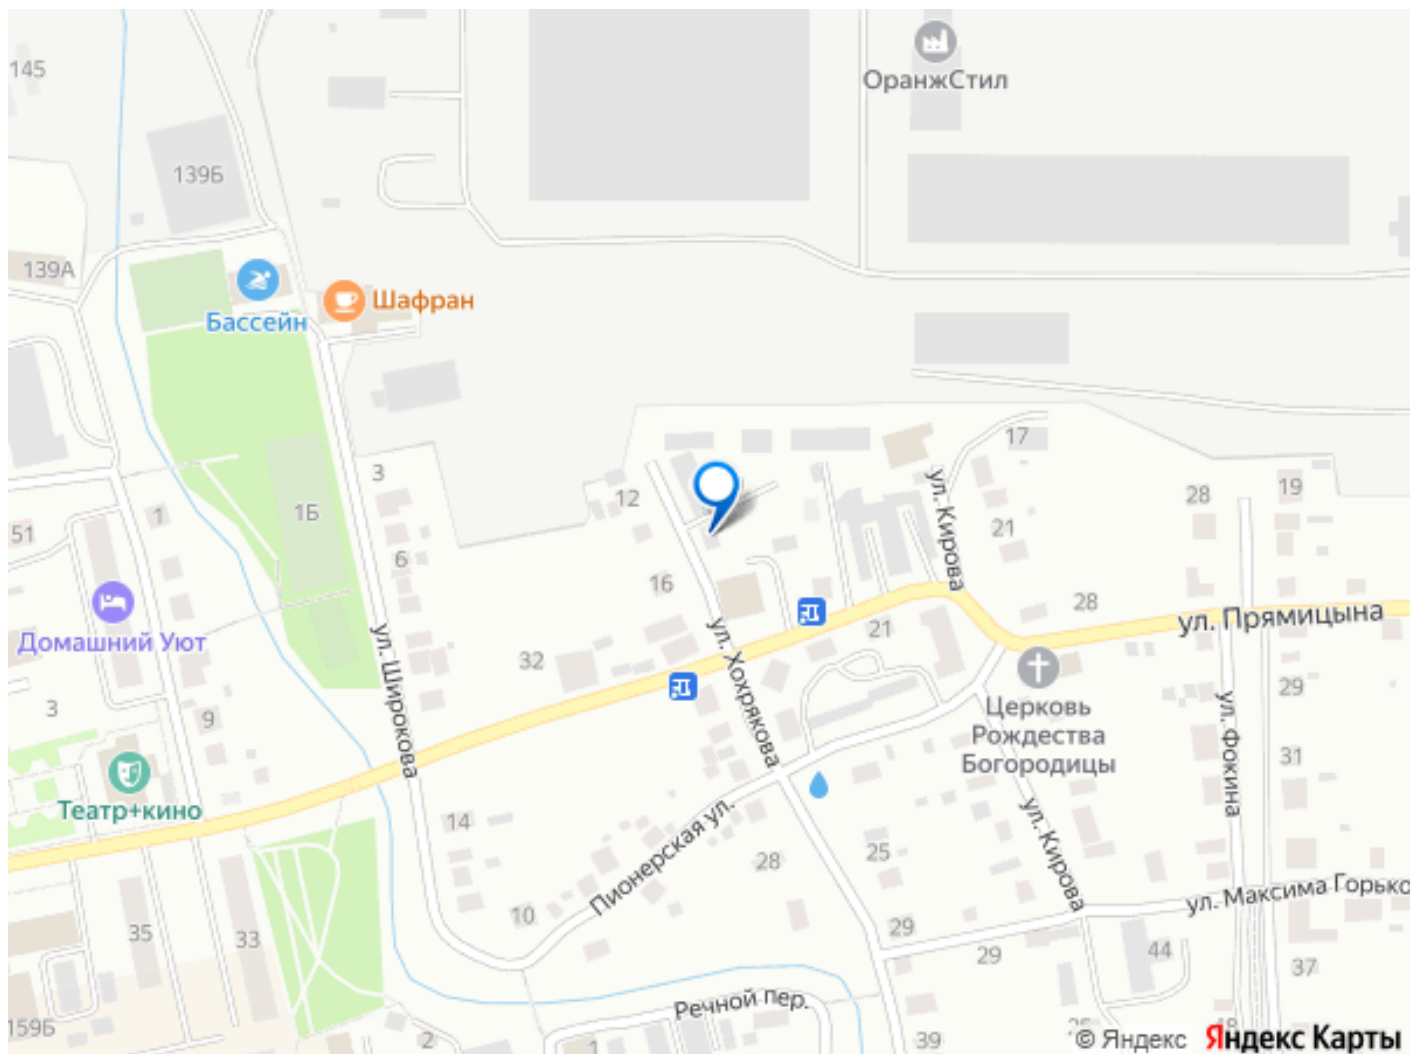 145
ОранжСтил
139Б
139А
Шафран
Бассейн
17
3
ул. Кирова
28
19
12
1Б
1
51
21
6
16
28
ул. Прямицына
Домашний Уют
ул. Широкова
ул. Хохрякова
21
32
Церковь
Рождества
Богородицы
29
3
9
ул. Фокина
31
Театр+кино
14
Пионерская ул.
ул. Кирова
25
28
ул. Максима Горько
10
35
33
29
29
44
37
Речной пер.
159Б
2
1
39
© Яндекс
Яндекс Карты